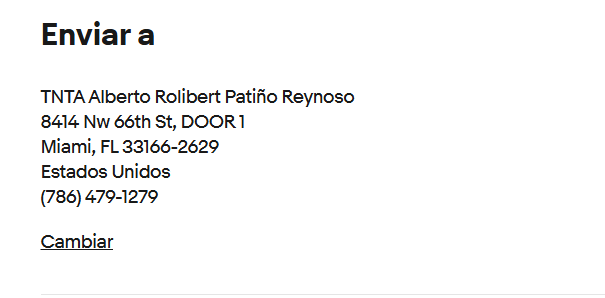 Enviar a
TNTA Alberto Rolibert Patiño Reynoso
8414 Nw 66th St, DOOR 1
Miami, FL 33166-2629
Estados Unidos
(786) 479-1279
Cambiar